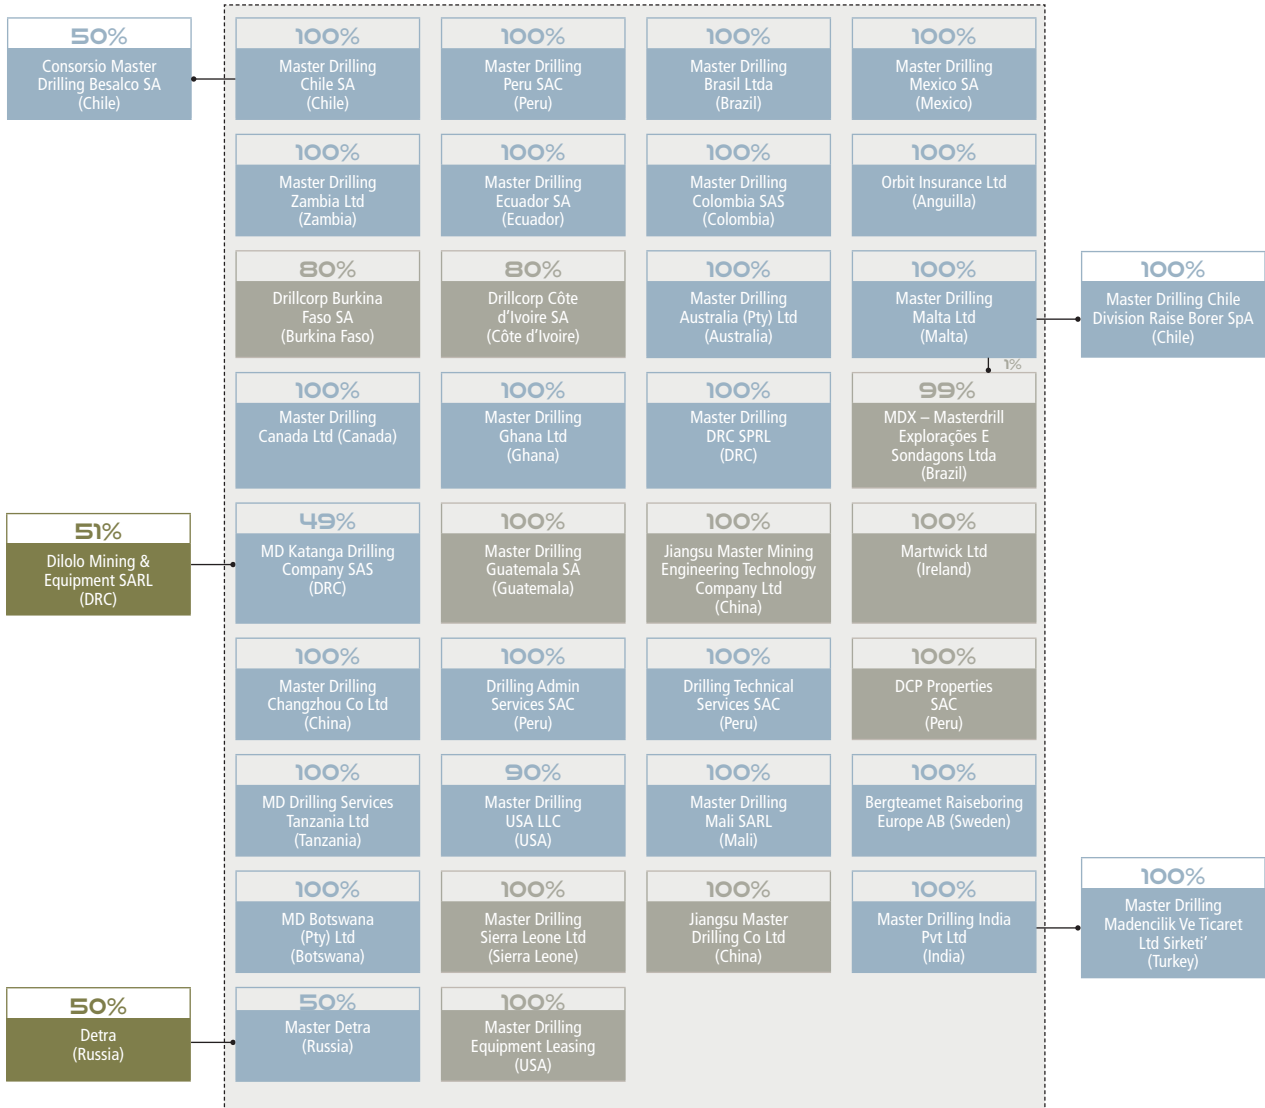 50%
Consorsio Master
Drilling Besalco SA
(Chile)
100%
Master Drilling
Chile SA
(Chile)
100%
Master Drilling
Peru SAC
(Peru)
100%
Master Drilling
Brasil Ltda
(Brazil)
100%
Master Drilling
Mexico SA
(Mexico)
100%
Master Drilling
Zambia Ltd
(Zambia)
100%
Master Drilling
Ecuador SA
(Ecuador)
100%
Master Drilling
Colombia SAS
(Colombia)
100%
Orbit Insurance Ltd
(Anguilla)
80%
Drillcorp Burkina
Faso SA
(Burkina Faso)
80%
Drillcorp Côte
d'Ivoire SA
(Côte d'Ivoire)
100%
Master Drilling
Australia (Pty) Ltd
(Australia)
100%
Master Drilling
Malta Ltd
(Malta)
100%
Master Drilling Chile
Division Raise Borer SpA
(Chile)
1%
100%
Master Drilling
Canada Ltd (Canada)
100%
Master Drilling
Ghana Ltd
(Ghana)
100%
Master Drilling
DRC SPRL
(DRC)
99%
MDX – Masterdrill
Explorações E
Sondagons Ltda
(Brazil)
51%
Dilolo Mining &
Equipment SARL
(DRC)
49%
MD Katanga Drilling
Company SAS
(DRC)
100%
Master Drilling
Guatemala SA
(Guatemala)
100%
Jiangsu Master Mining
Engineering Technology
Company Ltd
(China)
100%
Martwick Ltd
(Ireland)
100%
Master Drilling
Changzhou Co Ltd
(China)
100%
Drilling Admin
Services SAC
(Peru)
100%
Drilling Technical
Services SAC
(Peru)
100%
DCP Properties
SAC
(Peru)
100%
MD Drilling Services
Tanzania Ltd
(Tanzania)
90%
Master Drilling
USA LLC
(USA)
100%
Master Drilling
Mali SARL
(Mali)
100%
Bergteamet Raiseboring
Europe AB (Sweden)
100%
MD Botswana
(Pty) Ltd
(Botswana)
100%
Master Drilling
Sierra Leone Ltd
(Sierra Leone)
100%
Jiangsu Master
Drilling Co Ltd
(China)
100%
Master Drilling India
Pvt Ltd
(India)
100%
Master Drilling
Madencilik Ve Ticaret
Ltd Sirketi'
(Turkey)
50%
Detra
(Russia)
50%
Master Detra
(Russia)
100%
Master Drilling
Equipment Leasing
(USA)